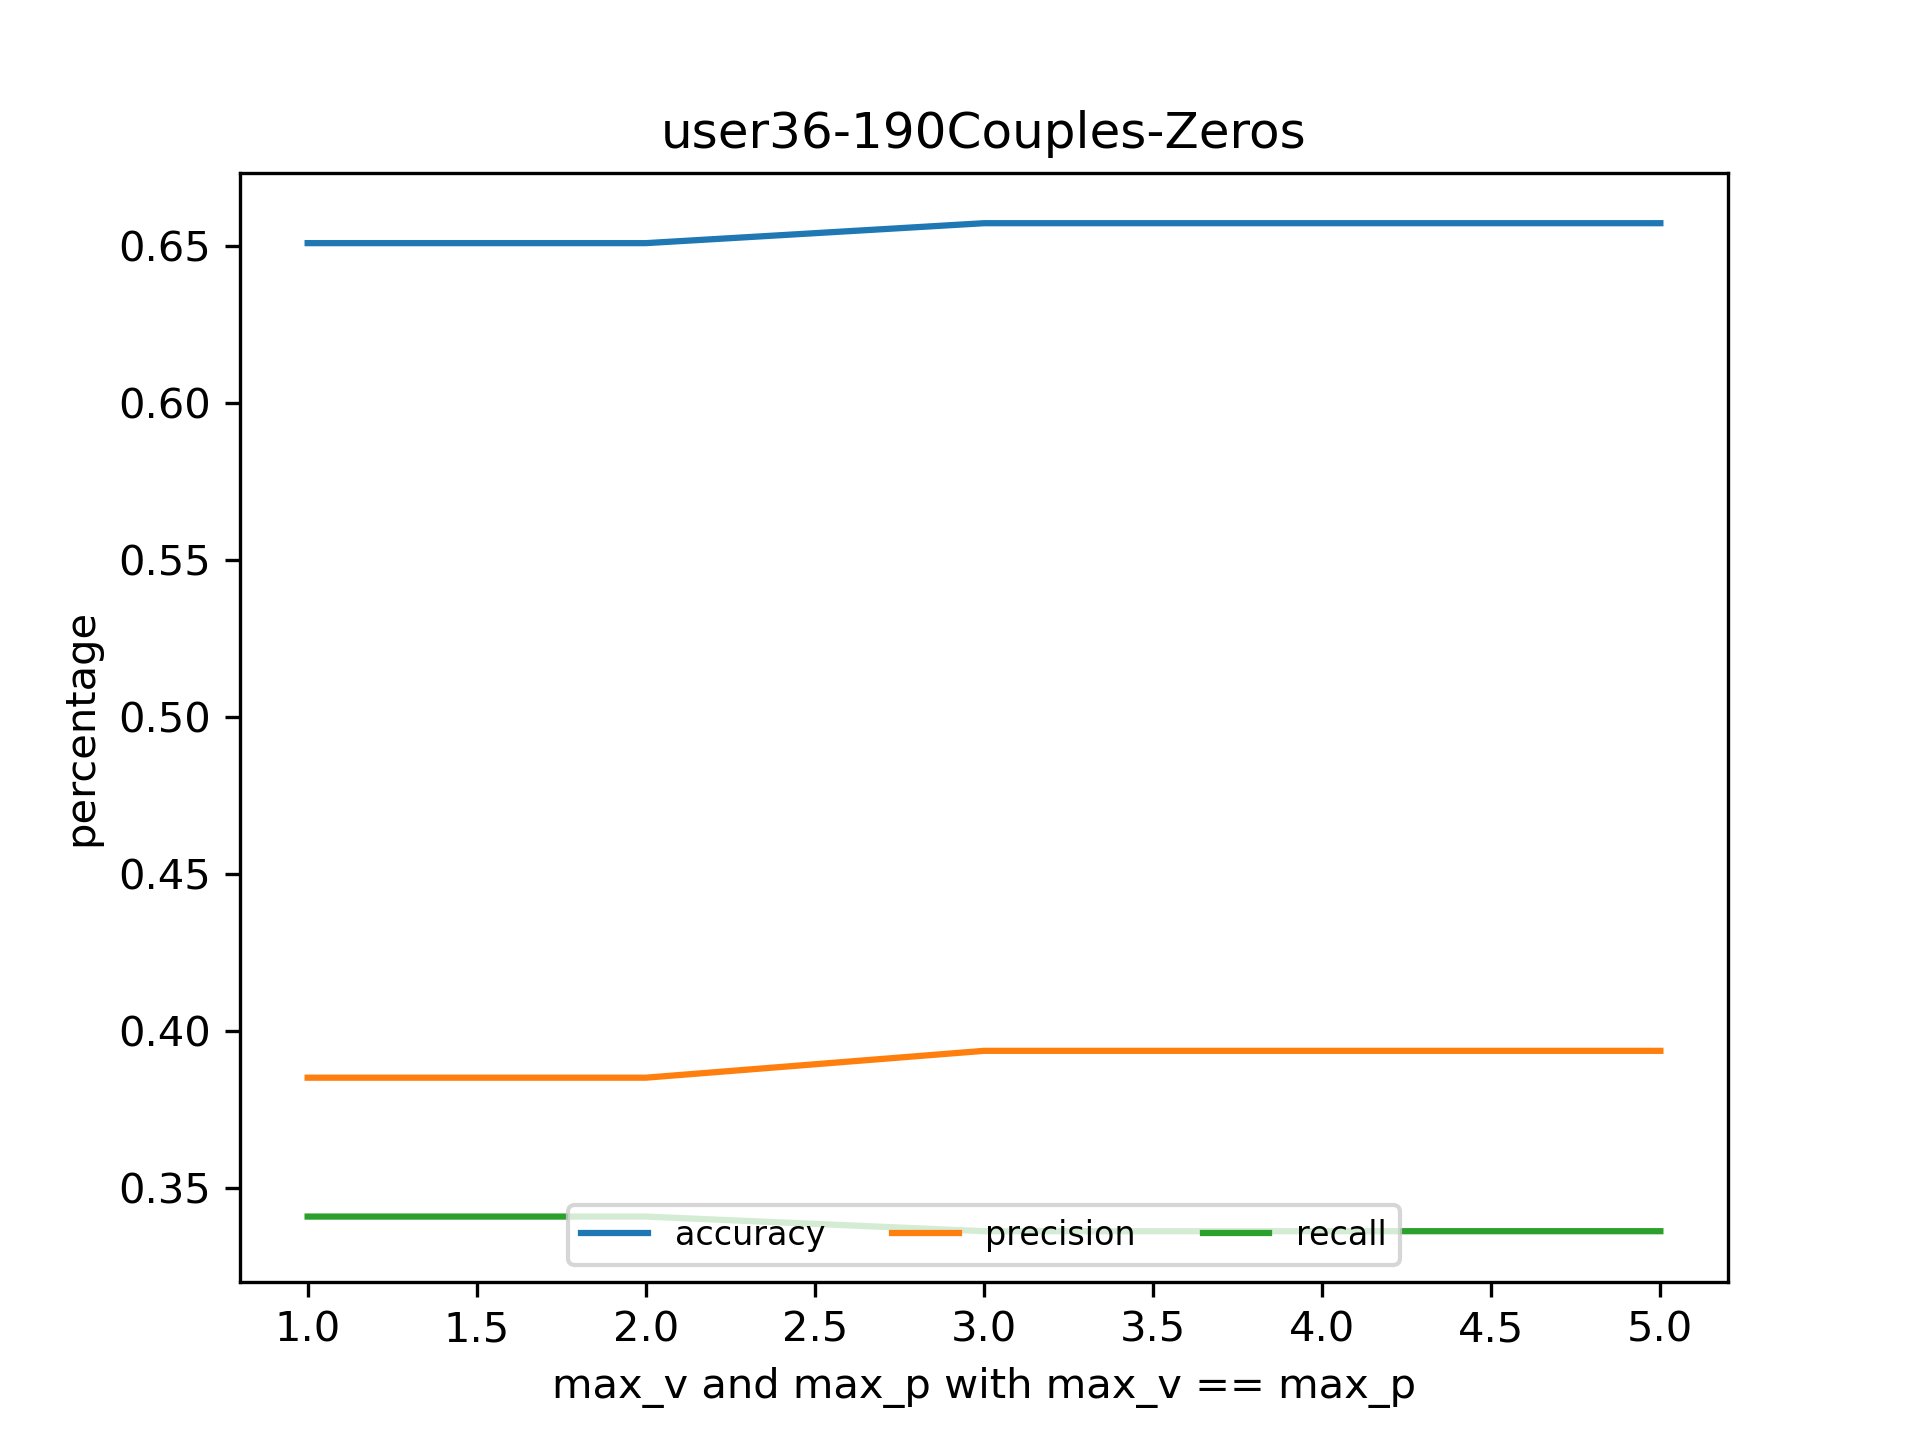 user36-190Couples-Zeros
percentage
0.65
0.60
0.55
0.50
0.45
0.40
0.35
accuracy precision recall
1.0 1.5 2.0 2.5 3.0 3.5 4.0 4.5 5.0
max_v and max_p with max_v == max_p